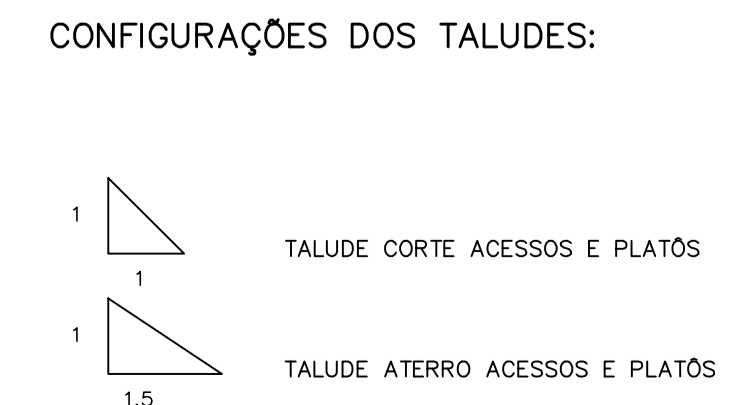 CONFIGURAÇÕES DOS TALUDES:
1
TALUDE CORTE ACESSOS E PLATÔS
1
1
TALUDE ATERRO ACESSOS E PLATÔS
1.5